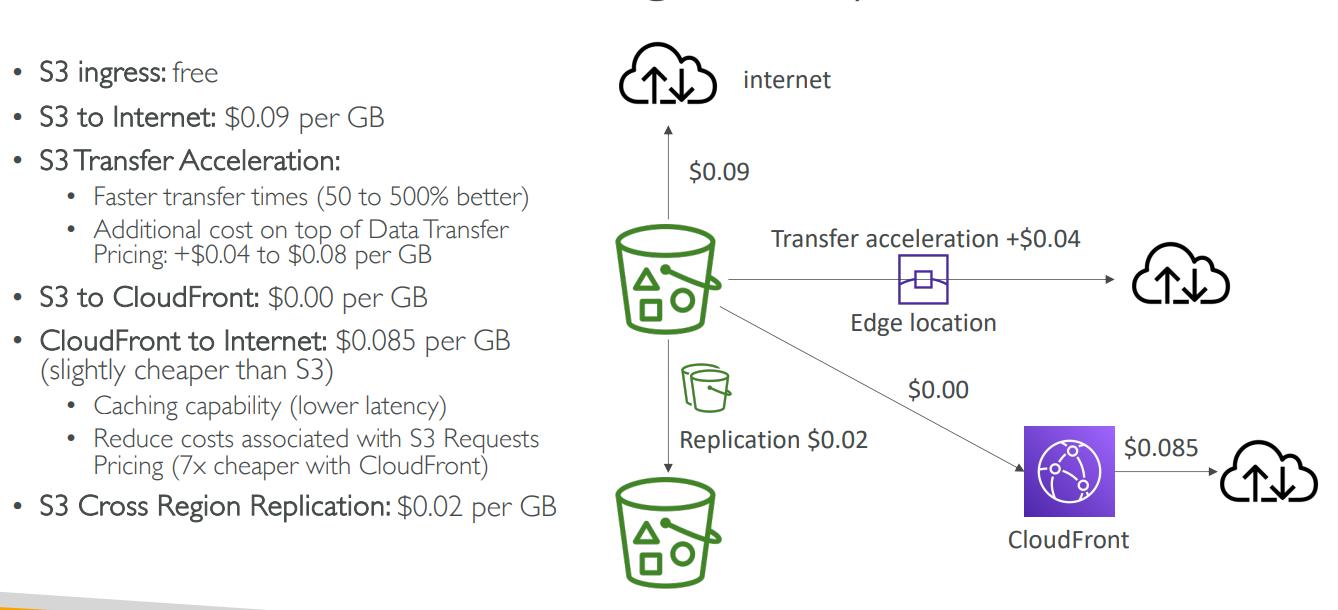 • S3 ingress: free
• S3 to Internet: $0.09 per GB
• S3 Transfer Acceleration:
• Faster transfer times (50 to 500% better)
• Additional cost on top of Data Transfer
Pricing: +$0.04 to $0.08 per GB
• S3 to CloudFront: $0.00 per GB
• CloudFront to Internet: $0.085 per GB
(slightly cheaper than S3)
• Caching capability (lower latency)
• Reduce costs associated with S3 Requests
Pricing (7x cheaper with CloudFront)
• S3 Cross Region Replication: $0.02 per GB
internet
$0.09
Transfer acceleration +$0.04
Edge location
$0.00
Replication $0.02
$0.085
CloudFront